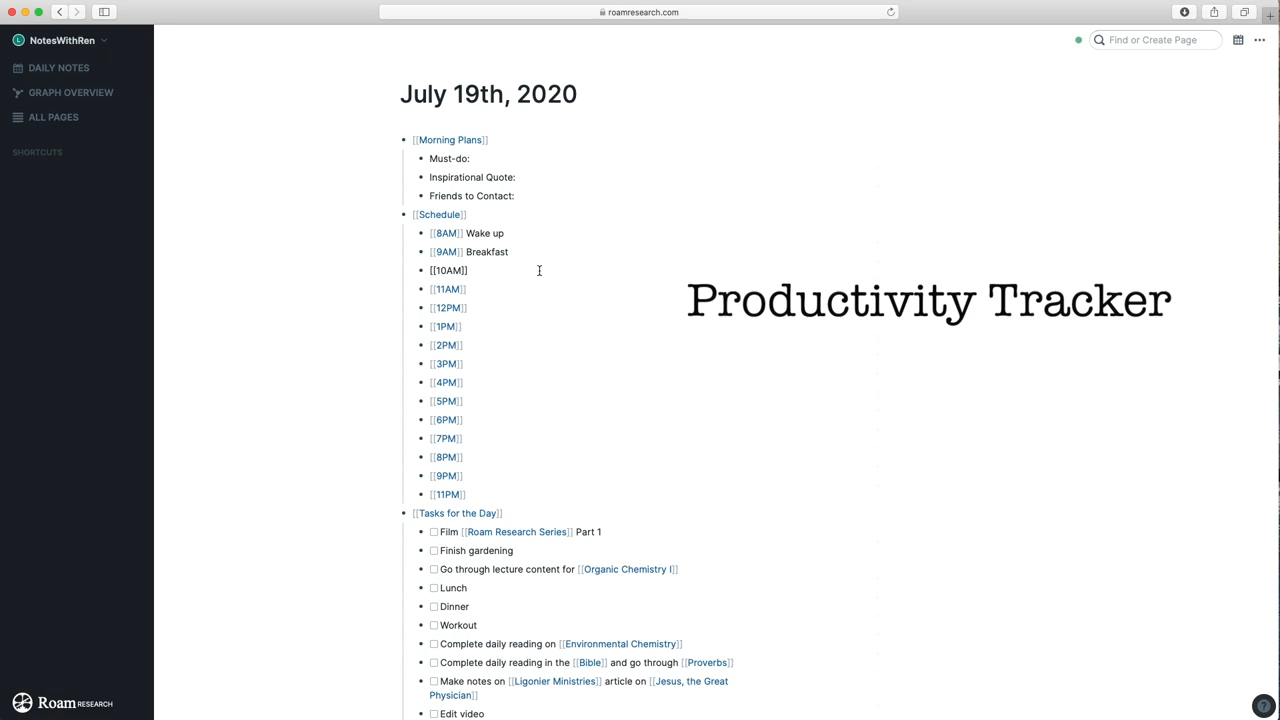 roamresearch.com
NotesWithRen
Find or Create Page
DAILY NOTES
GRAPH OVERVIEW
ALL PAGES
SHORTCUTS
July 19th, 2020
[[Morning Plans]]
Must-do:
Inspirational Quote:
Friends to Contact:
[[Schedule]]
[[8AM]] Wake up
[[9AM]] Breakfast
[[10AM]]
[[11AM]]
[[12PM]]
[[1PM]]
[[2PM]]
[[3PM]]
[[4PM]]
[[5PM]]
[[6PM]]
[[7PM]]
[[8PM]]
[[9PM]]
[[11PM]]
Productivity Tracker
[[Tasks for the Day]]
Film [[Roam Research Series]] Part 1
Finish gardening
Go through lecture content for [[Organic Chemistry I]]
Lunch
Dinner
Workout
Complete daily reading on [[Environmental Chemistry]]
Complete daily reading in the [[Bible]] and go through [[Proverbs]]
Make notes on [[Ligonier Ministries]] article on [[Jesus, the Great
Physician]]
Edit video
Roam RESEARCH
?